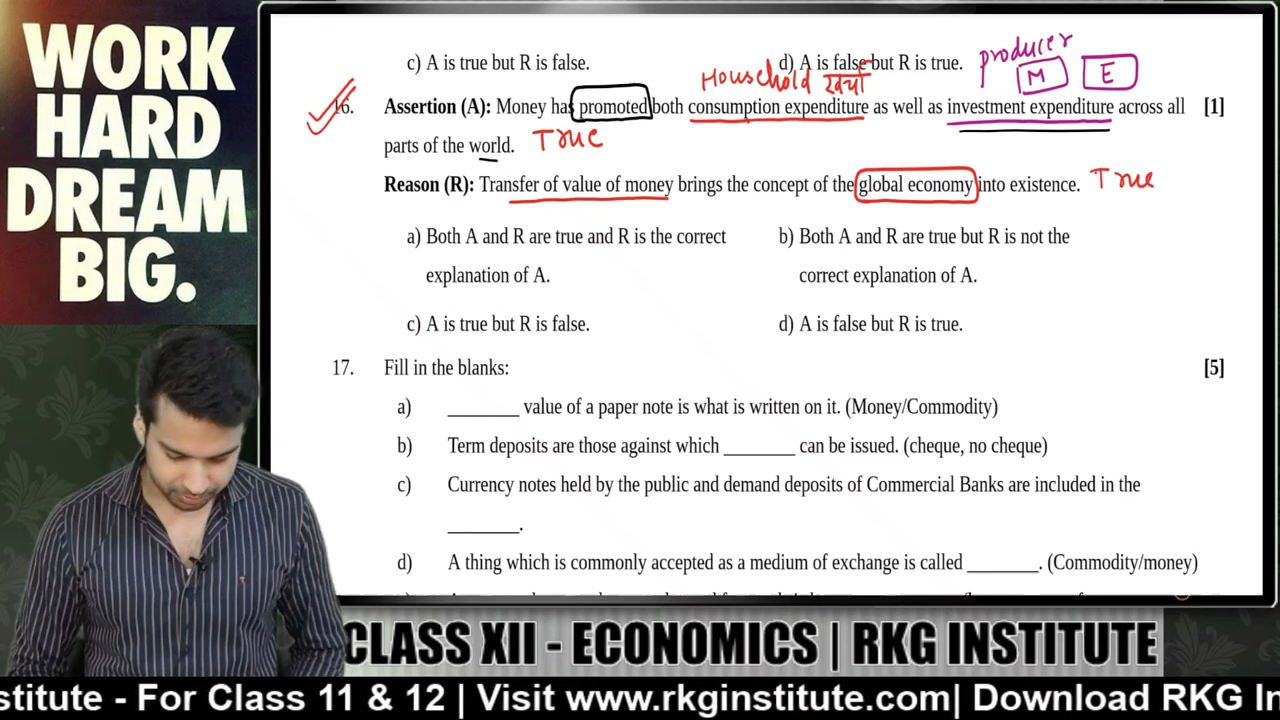 WORK
HARD
DREAM
BIG.
c) A is true but R is false.
d) A is false but R is true.
producer
M
E
Household खर्चा
16. Assertion (A): Money has promoted both consumption expenditure as well as investment expenditure across all [1]
parts of the world. True
Reason (R): Transfer of value of money brings the concept of the global economy into existence. True
a) Both A and R are true and R is the correct
explanation of A.
b) Both A and R are true but R is not the
correct explanation of A.
c) A is true but R is false.
d) A is false but R is true.
17. Fill in the blanks: [5]
a) ________ value of a paper note is what is written on it. (Money/Commodity)
b) Term deposits are those against which ________ can be issued. (cheque, no cheque)
c) Currency notes held by the public and demand deposits of Commercial Banks are included in the
________.
d) A thing which is commonly accepted as a medium of exchange is called ________. (Commodity/money)
CLASS XII - ECONOMICS | RKG INSTITUTE
stitute - For Class 11 & 12 | Visit www.rkginstitute.com| Download RKG In